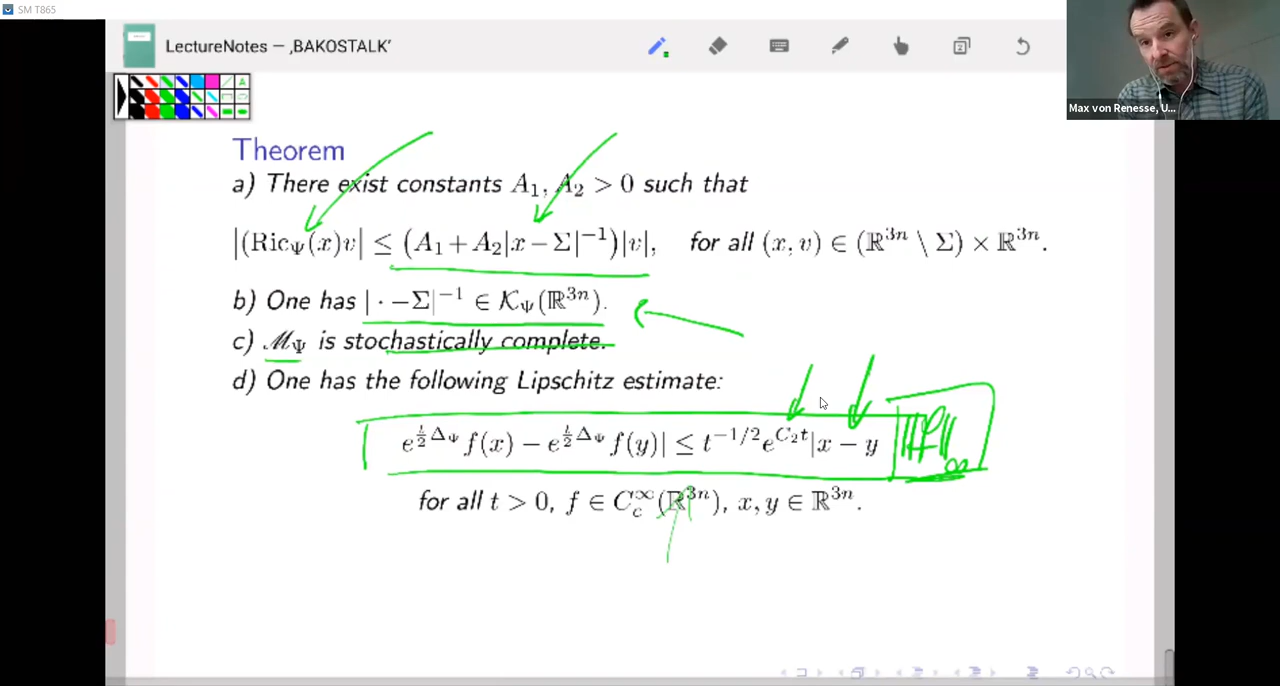 SM T865
LectureNotes – ‚BAKOSTALK‘
Max von Renesse, U...
Theorem
a) There exist constants A₁, A₂ > 0 such that
|(Ric_Ψ(x)v| ≤ (A₁ + A₂|x − Σ|⁻¹)|v|, for all (x, v) ∈ (ℝ³ⁿ \ Σ) × ℝ³ⁿ.
b) One has | · −Σ|⁻¹ ∈ 𝒦_Ψ(ℝ³ⁿ).
c) ℳ_Ψ is stochastically complete.
d) One has the following Lipschitz estimate:
e^{t/2 Δ_Ψ} f(x) − e^{t/2 Δ_Ψ} f(y)| ≤ t^{−1/2} e^{C₂t}|x − y ‖f‖_∞
for all t > 0, f ∈ C_c^∞(ℝ³ⁿ), x, y ∈ ℝ³ⁿ.